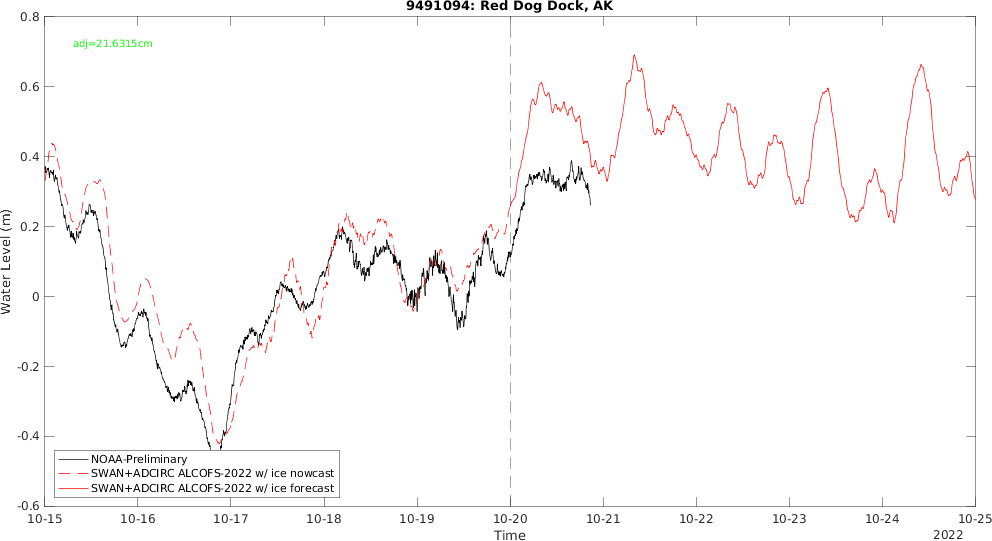 9491094: Red Dog Dock, AK
adj=21.6315cm
Water Level (m)
0.8
0.6
0.4
0.2
0
-0.2
-0.4
-0.6
NOAA-Preliminary
SWAN+ADCIRC ALCOFS-2022 w/ ice nowcast
SWAN+ADCIRC ALCOFS-2022 w/ ice forecast
10-15 10-16 10-17 10-18 10-19 10-20 10-21 10-22 10-23 10-24 10-25
Time
2022